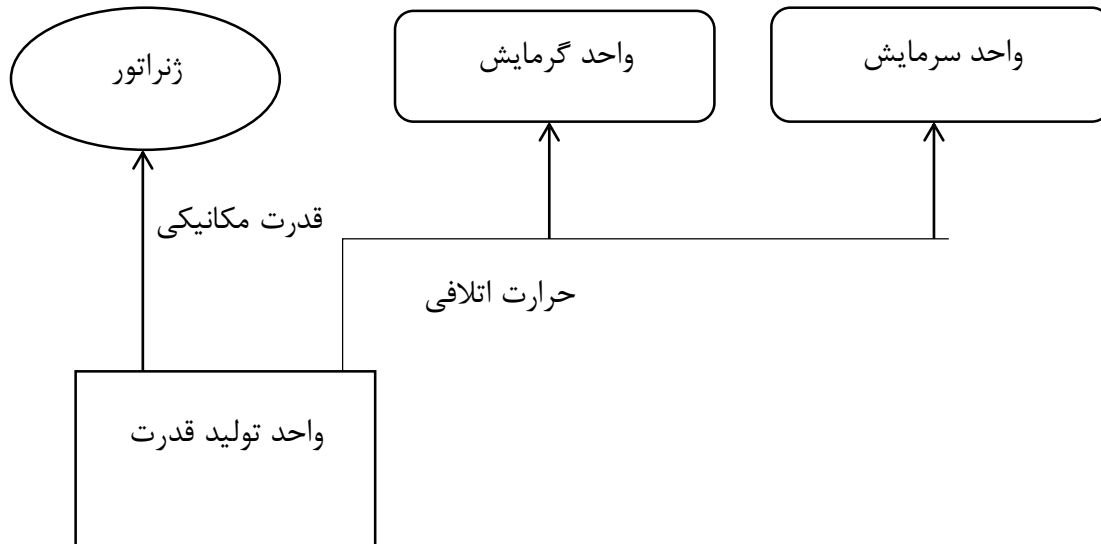 واحد سرمایش
واحد گرمایش
ژنراتور
قدرت مکانیکی
حرارت اتلافی
واحد تولید قدرت